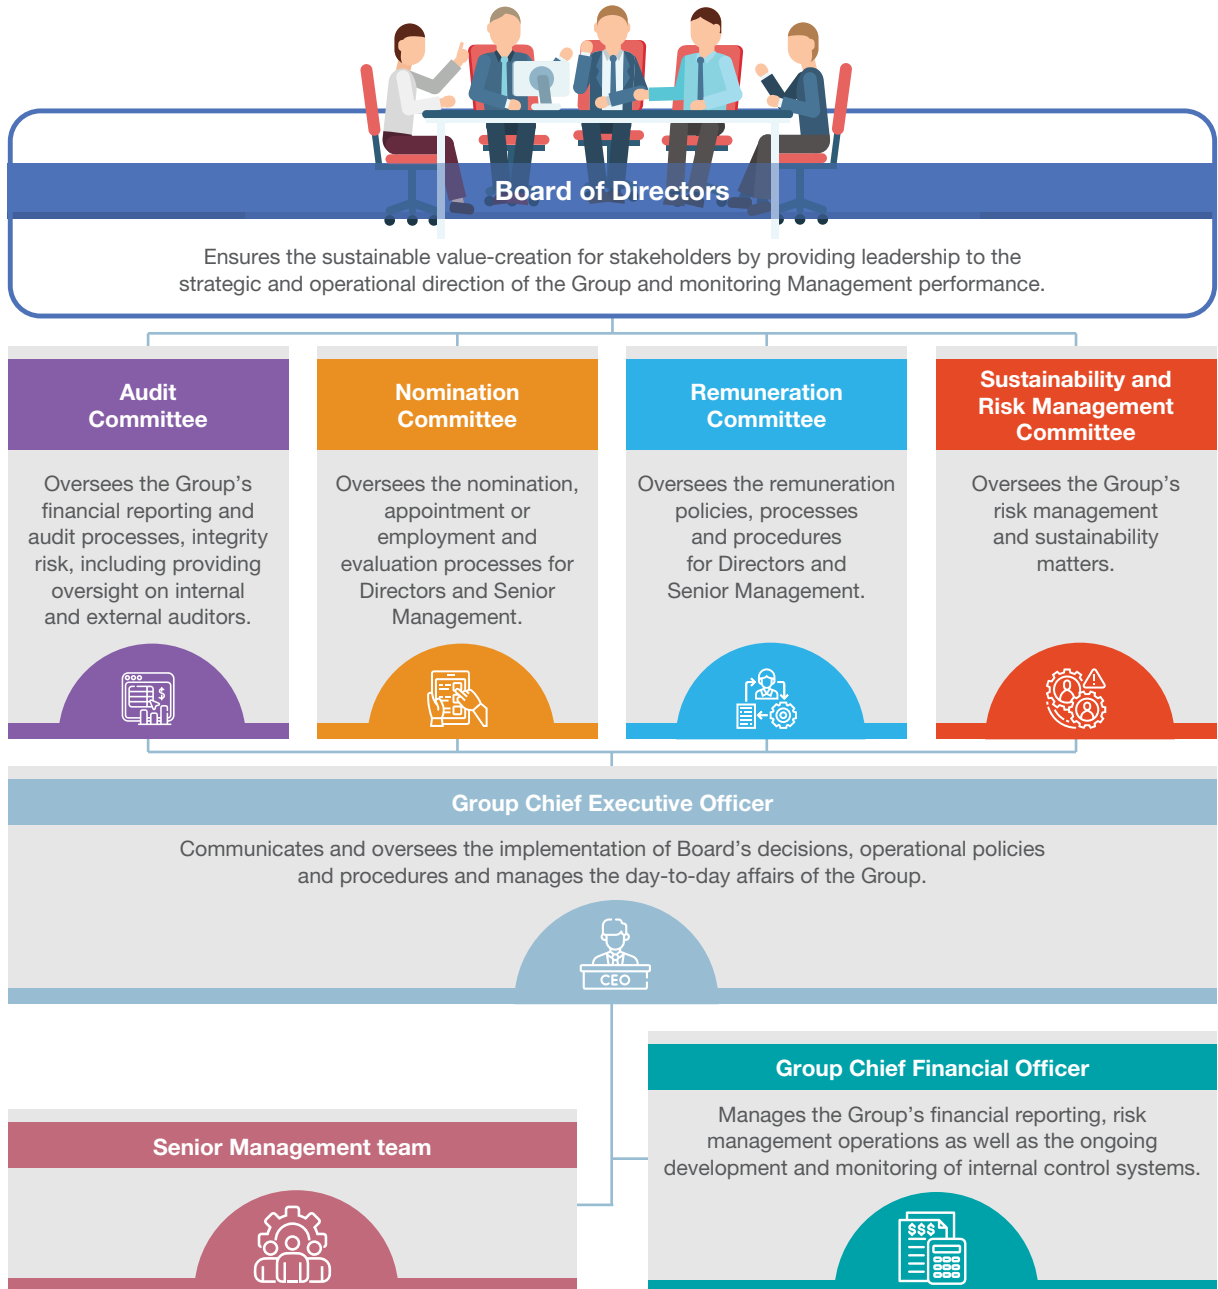 Board of Directors
Ensures the sustainable value-creation for stakeholders by providing leadership to the
strategic and operational direction of the Group and monitoring Management performance.
Audit
Committee
Oversees the Group’s
financial reporting and
audit processes, integrity
risk, including providing
oversight on internal
and external auditors.
$
Nomination
Committee
Oversees the nomination,
appointment or
employment and
evaluation processes for
Directors and Senior
Management.
Remuneration
Committee
Oversees the remuneration
policies, processes
and procedures
for Directors and
Senior Management.
Sustainability and
Risk Management
Committee
Oversees the Group’s
risk management
and sustainability
matters.
Group Chief Executive Officer
Communicates and oversees the implementation of Board’s decisions, operational policies
and procedures and manages the day-to-day affairs of the Group.
CEO
Group Chief Financial Officer
Manages the Group’s financial reporting, risk
management operations as well as the ongoing
development and monitoring of internal control systems.
$$$
Senior Management team